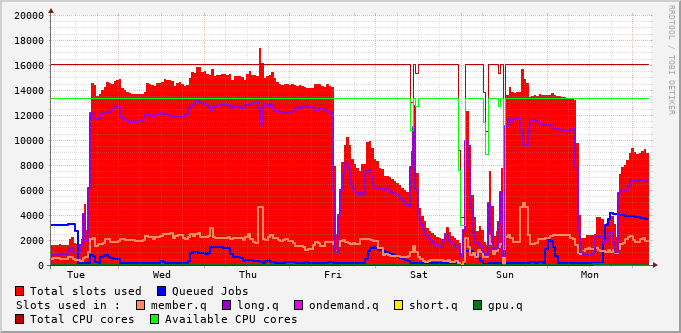 20000
18000
16000
14000
12000
10000
8000
6000
4000
2000
0
Tue Wed Thu Fri Sat Sun Mon
RRDTOOL / TOBI OETIKER
Total slots used Queued Jobs
Slots used in : member.q long.q ondemand.q short.q gpu.q
Total CPU cores Available CPU cores